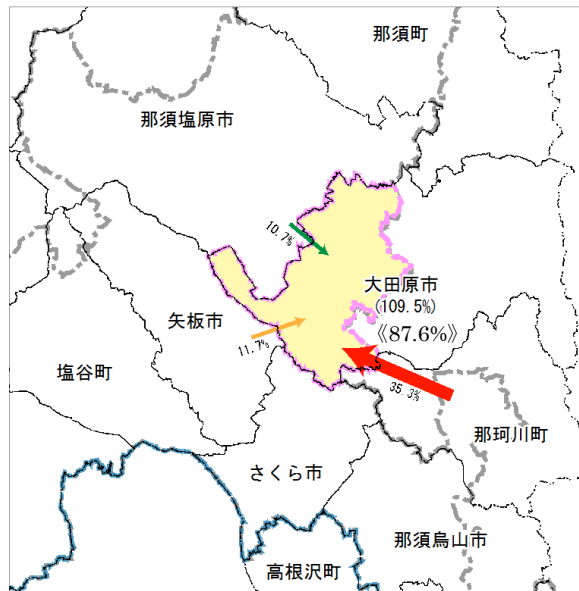 那須町
那須塩原市
10.7%
大田原市
(109.5%)
《87.6%》
矢板市
11.7%
塩谷町
35.3%
那珂川町
さくら市
那須烏山市
高根沢町